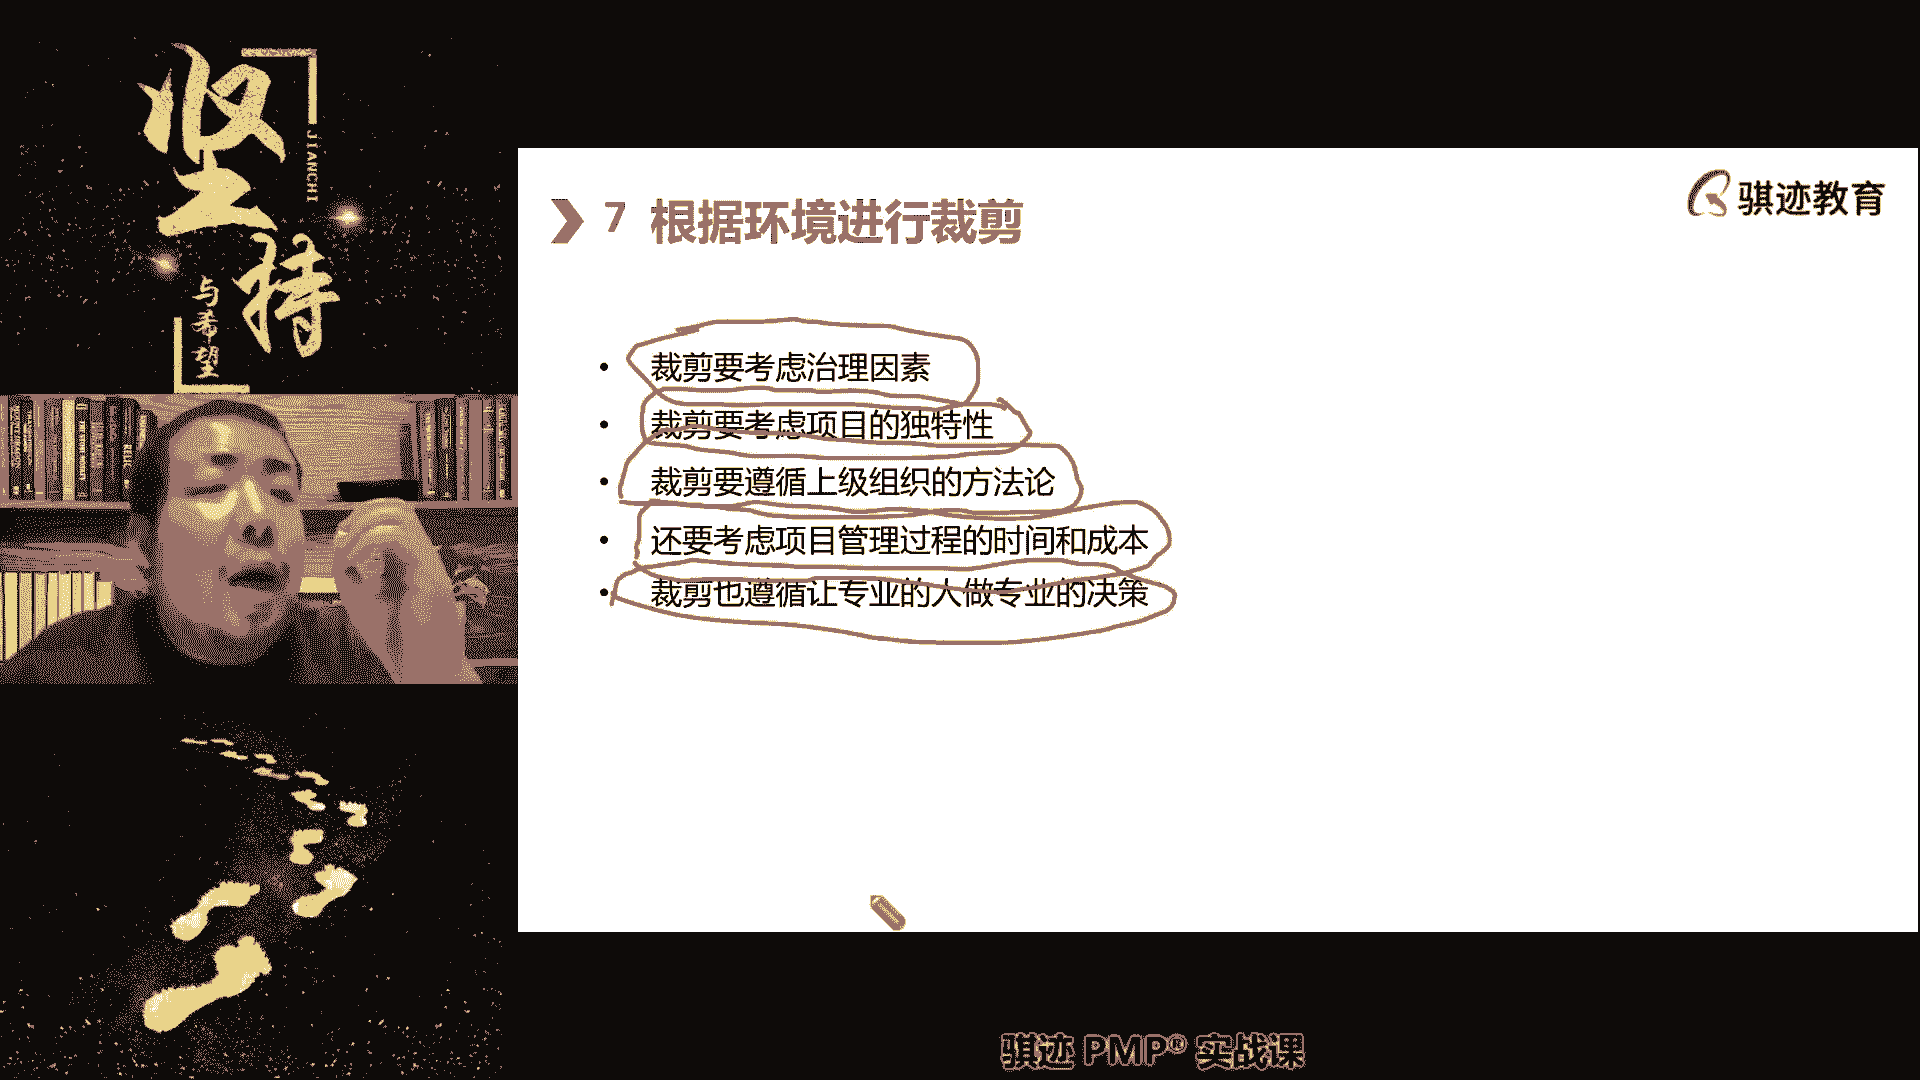 坚持
JIANCHI
与希望
骐迹教育
7 根据环境进行裁剪
• 裁剪要考虑治理因素
• 裁剪要考虑项目的独特性
• 裁剪要遵循上级组织的方法论
• 还要考虑项目管理过程的时间和成本
• 裁剪也遵循让专业的人做专业的决策
骐迹 PMP® 实战课